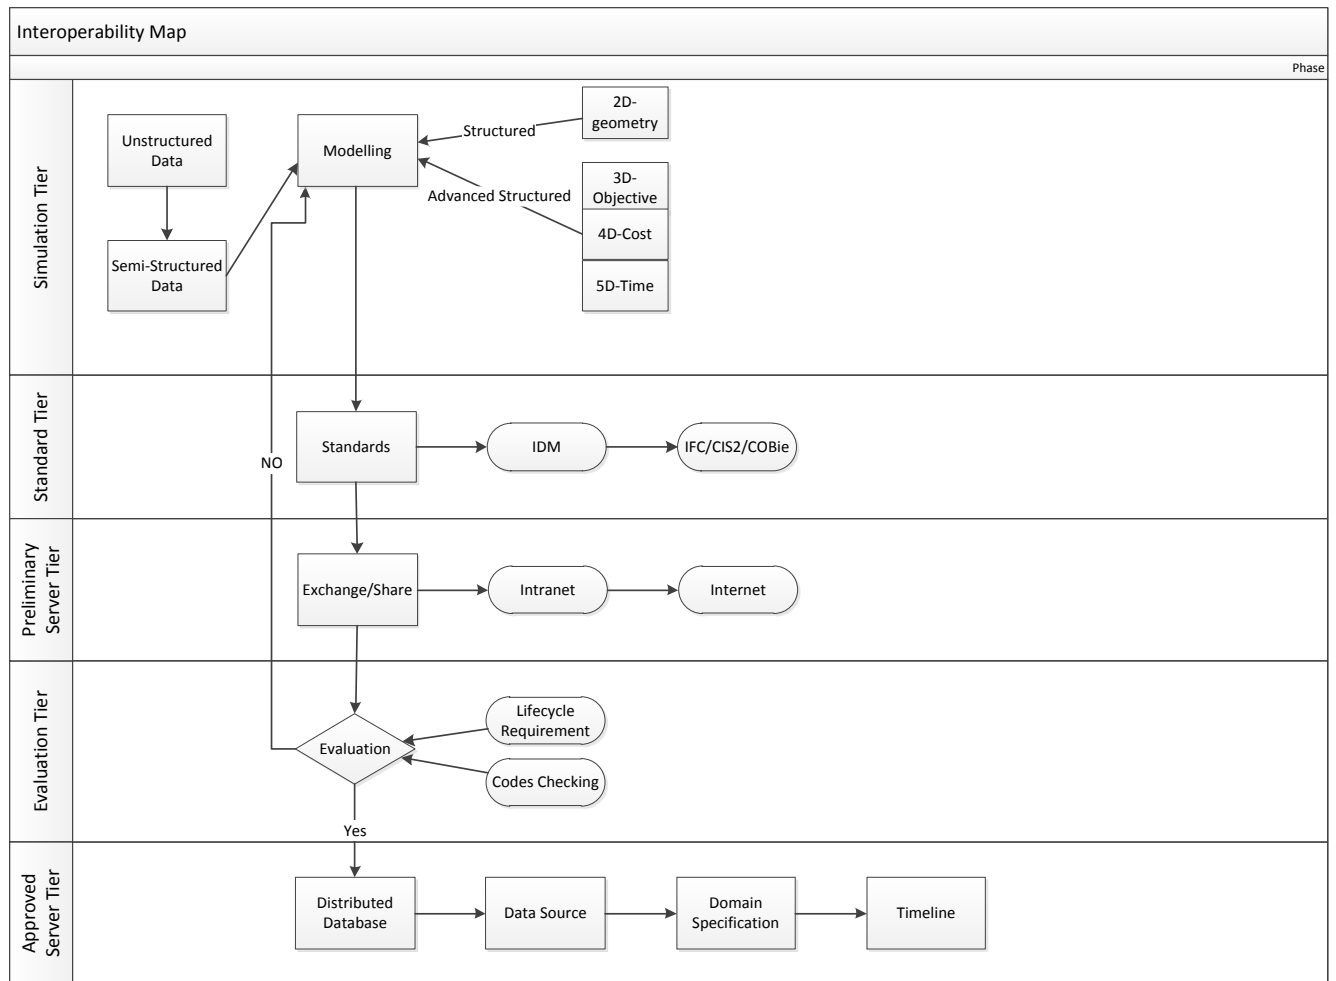 Interoperability Map
Phase
Simulation Tier
Unstructured
Data
Semi-Structured
Data
Modelling
Structured
Advanced Structured
2D-
geometry
3D-
Objective
4D-Cost
5D-Time
Standard Tier
NO
Standards
IDM
IFC/CIS2/COBie
Preliminary
Server Tier
Exchange/Share
Intranet
Internet
Evaluation Tier
Evaluation
Lifecycle
Requirement
Codes Checking
Yes
Approved
Server Tier
Distributed
Database
Data Source
Domain
Specification
Timeline